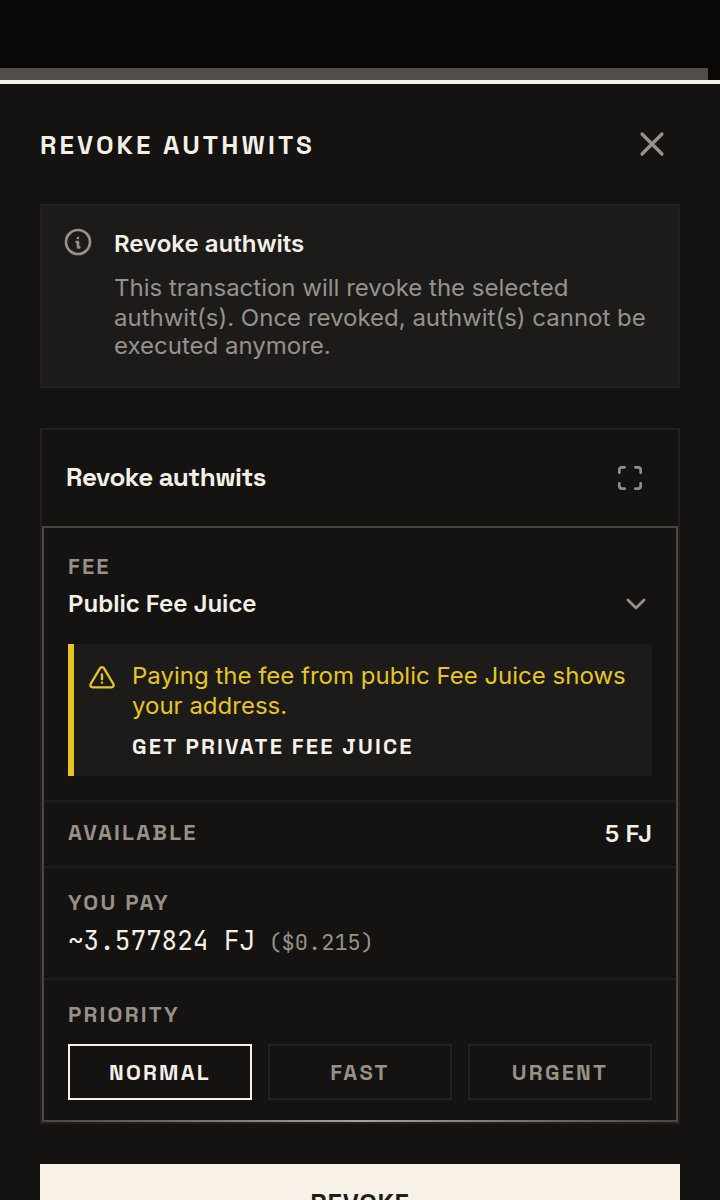 REVOKE AUTHWITS
Revoke authwits
This transaction will revoke the selected
authwit(s). Once revoked, authwit(s) cannot be
executed anymore.
Revoke authwits
FEE
Public Fee Juice
Paying the fee from public Fee Juice shows
your address.
GET PRIVATE FEE JUICE
AVAILABLE
5 FJ
YOU PAY
~3.577824 FJ ($0.215)
PRIORITY
NORMAL
FAST
URGENT
REVOKE